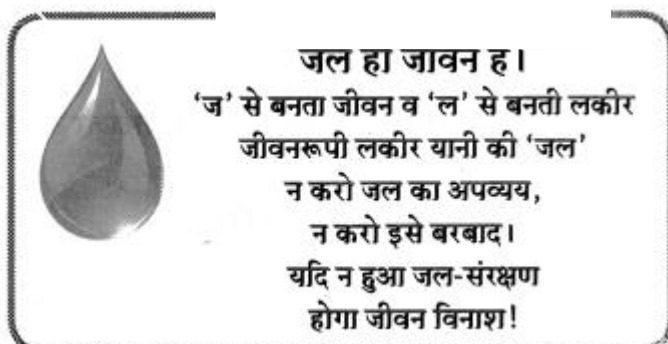 जल हा जावन ह।
‘ज’ से बनता जीवन व ‘ल’ से बनती लकीर
जीवनरूपी लकीर यानी की ‘जल’
न करो जल का अपव्यय,
न करो इसे बरबाद।
यदि न हुआ जल-संरक्षण
होगा जीवन विनाश!